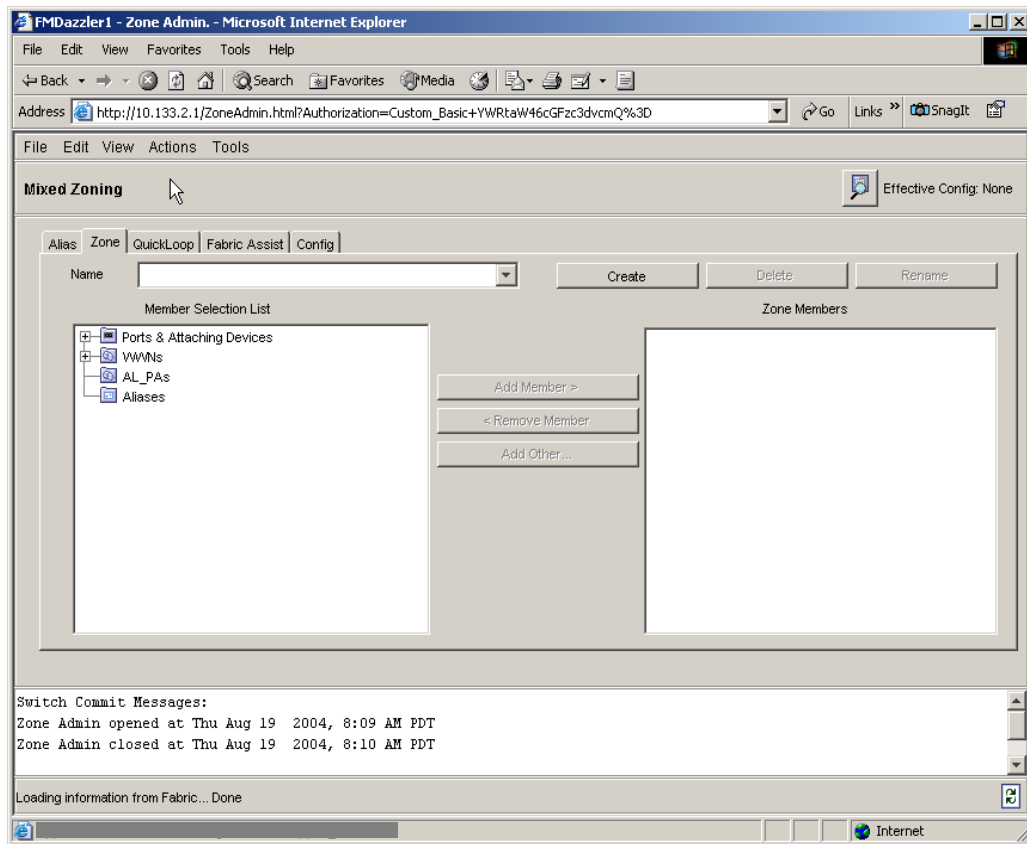 FMDazzler1 - Zone Admin. - Microsoft Internet Explorer
File Edit View Favorites Tools Help
Back Search Favorites Media
Address http://10.133.2.1/ZoneAdmin.html?Authorization=Custom_Basic+YWRtaW46cGFzc3dvcmQ%3D Go Links » SnagIt
File Edit View Actions Tools
Mixed Zoning Effective Config: None
Alias Zone QuickLoop Fabric Assist Config
Name Create Delete Rename
Member Selection List Zone Members
Ports & Attaching Devices
WWNs
AL_PAs
Aliases
Add Member >
< Remove Member
Add Other...
Switch Commit Messages:
Zone Admin opened at Thu Aug 19  2004, 8:09 AM PDT
Zone Admin closed at Thu Aug 19  2004, 8:10 AM PDT
Loading information from Fabric... Done
Internet